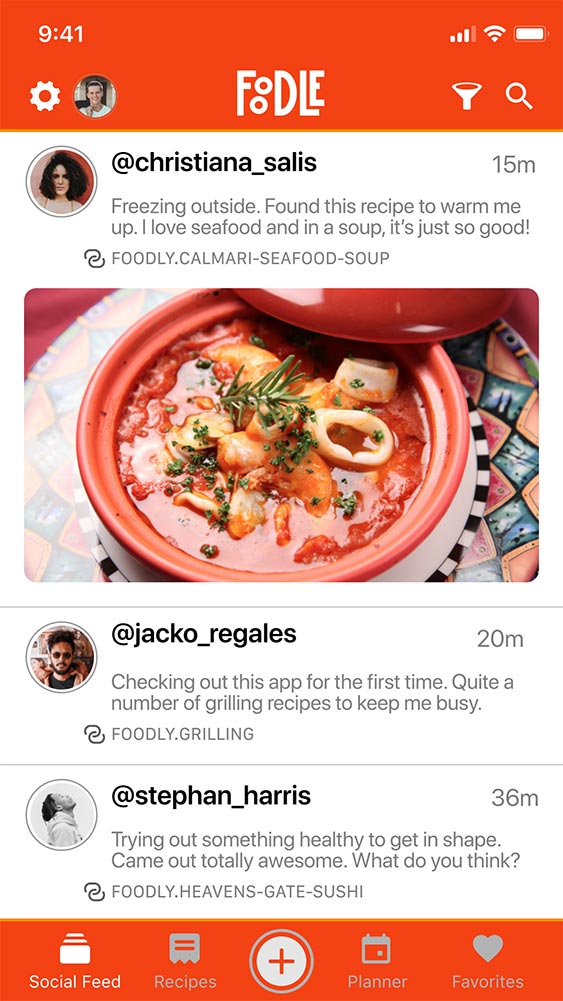 9:41
FOODLE
@christiana_salis 15m
Freezing outside. Found this recipe to warm me
up. I love seafood and in a soup, it’s just so good!
FOODLY.CALMARI-SEAFOOD-SOUP
@jacko_regales 20m
Checking out this app for the first time. Quite a
number of grilling recipes to keep me busy.
FOODLY.GRILLING
@stephan_harris 36m
Trying out something healthy to get in shape.
Came out totally awesome. What do you think?
FOODLY.HEAVENS-GATE-SUSHI
Social Feed Recipes Planner Favorites